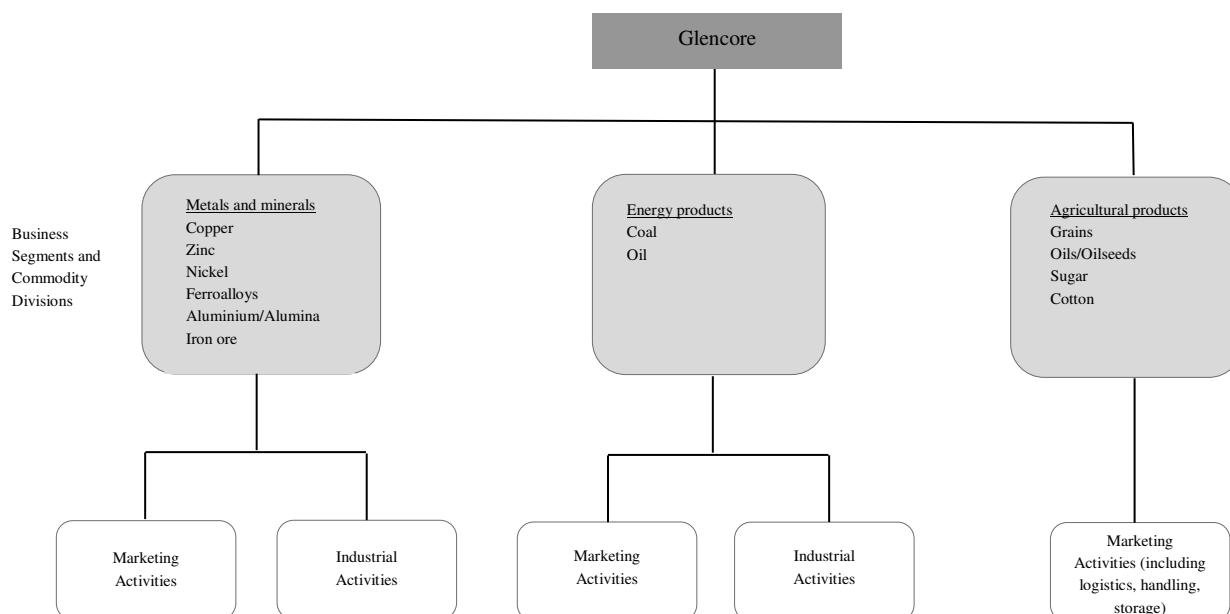 Glencore
Business
Segments and
Commodity
Divisions
Metals and minerals
Copper
Zinc
Nickel
Ferroalloys
Aluminium/Alumina
Iron ore
Energy products
Coal
Oil
Agricultural products
Grains
Oils/Oilseeds
Sugar
Cotton
Marketing
Activities
Industrial
Activities
Marketing
Activities
Industrial
Activities
Marketing
Activities (including
logistics, handling,
storage)